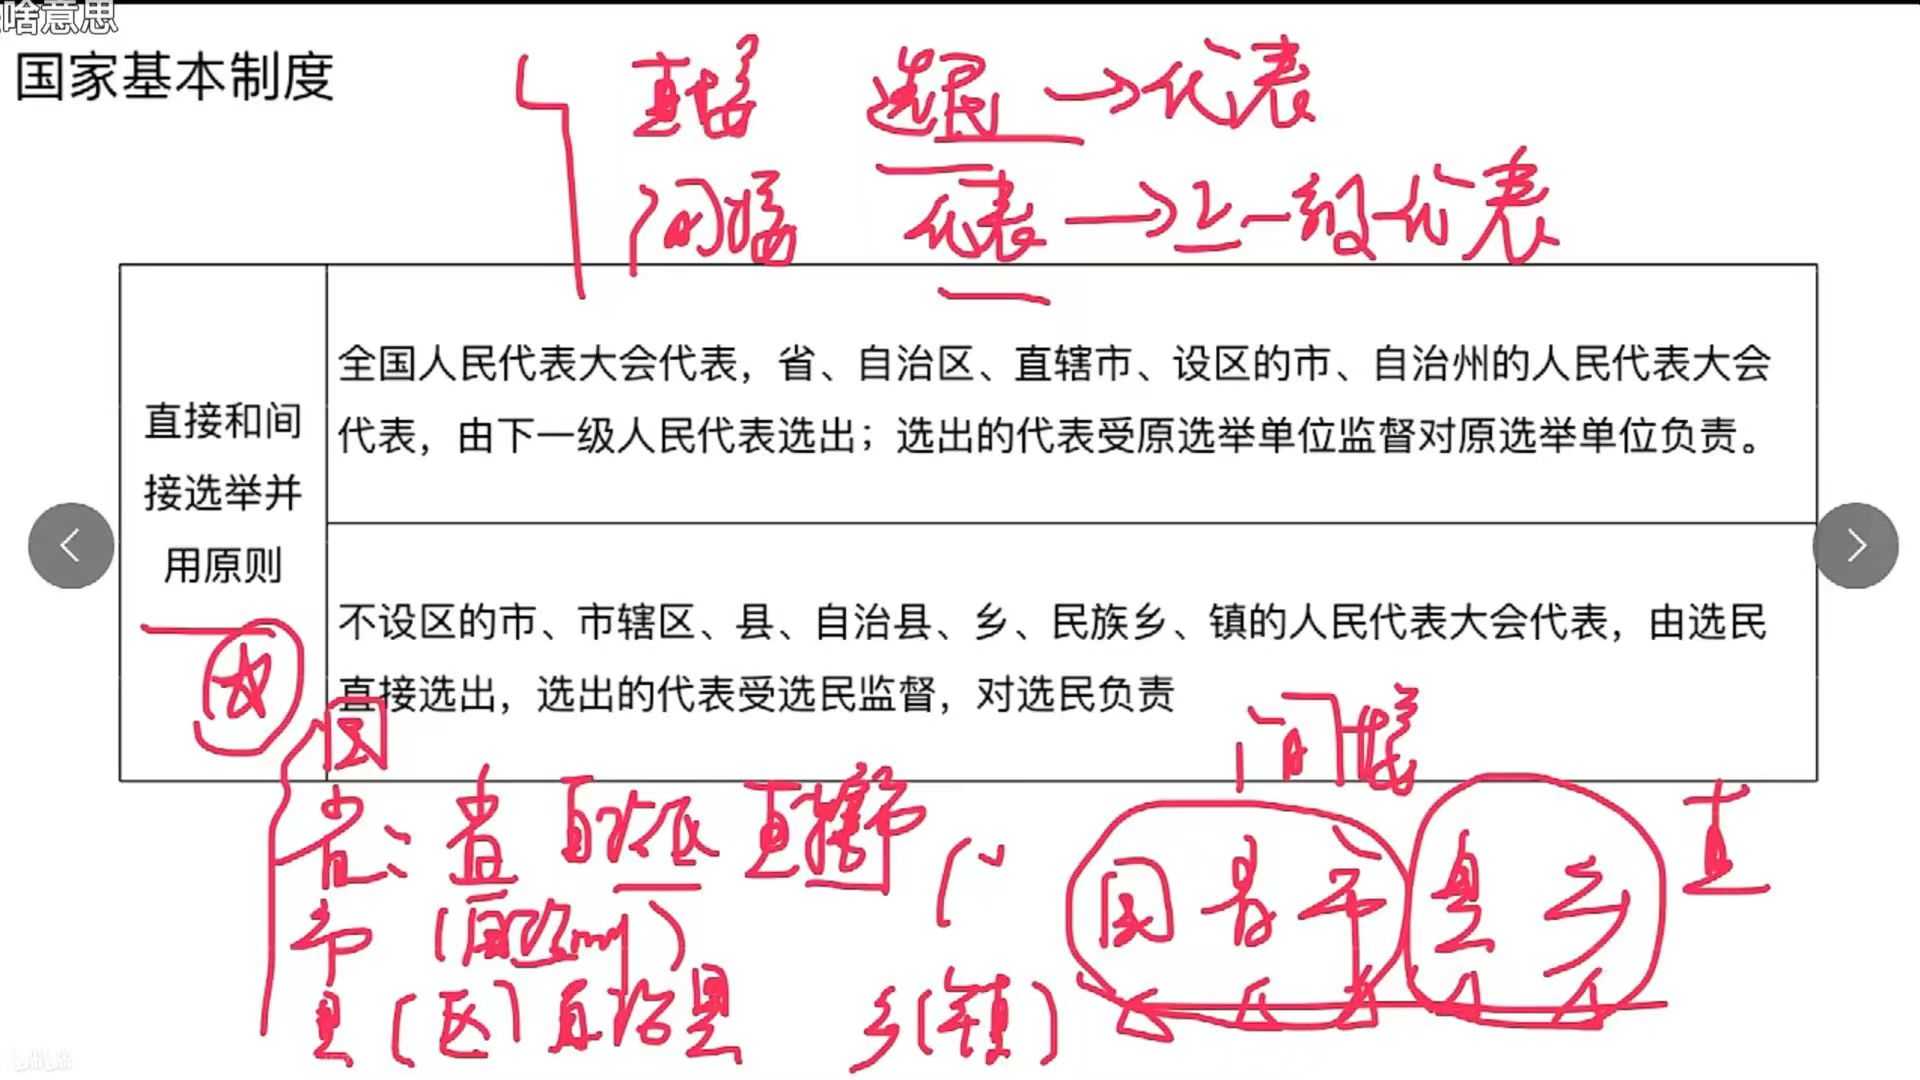 啥意思
国家基本制度
直接 选民→代表
间接 代表→上一级代表
全国人民代表大会代表，省、自治区、直辖市、设区的市、自治州的人民代表大会
代表，由下一级人民代表选出；选出的代表受原选举单位监督对原选举单位负责。
直接和间
接选举并
用原则
不设区的市、市辖区、县、自治县、乡、民族乡、镇的人民代表大会代表，由选民
直接选出，选出的代表受选民监督，对选民负责
国
间接
省：省 自治区 直辖市
直
国 省 市 县 乡
市（自治州）
县（区）自治县 乡（镇）
bilibili